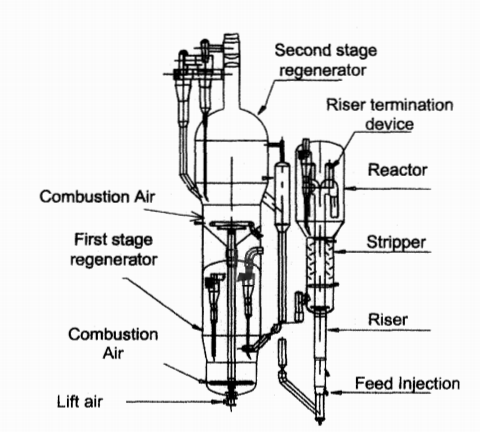 Second stage
regenerator
Riser termination
device
Reactor
Combustion Air
Stripper
First stage
regenerator
Riser
Combustion
Air
Feed Injection
Lift air